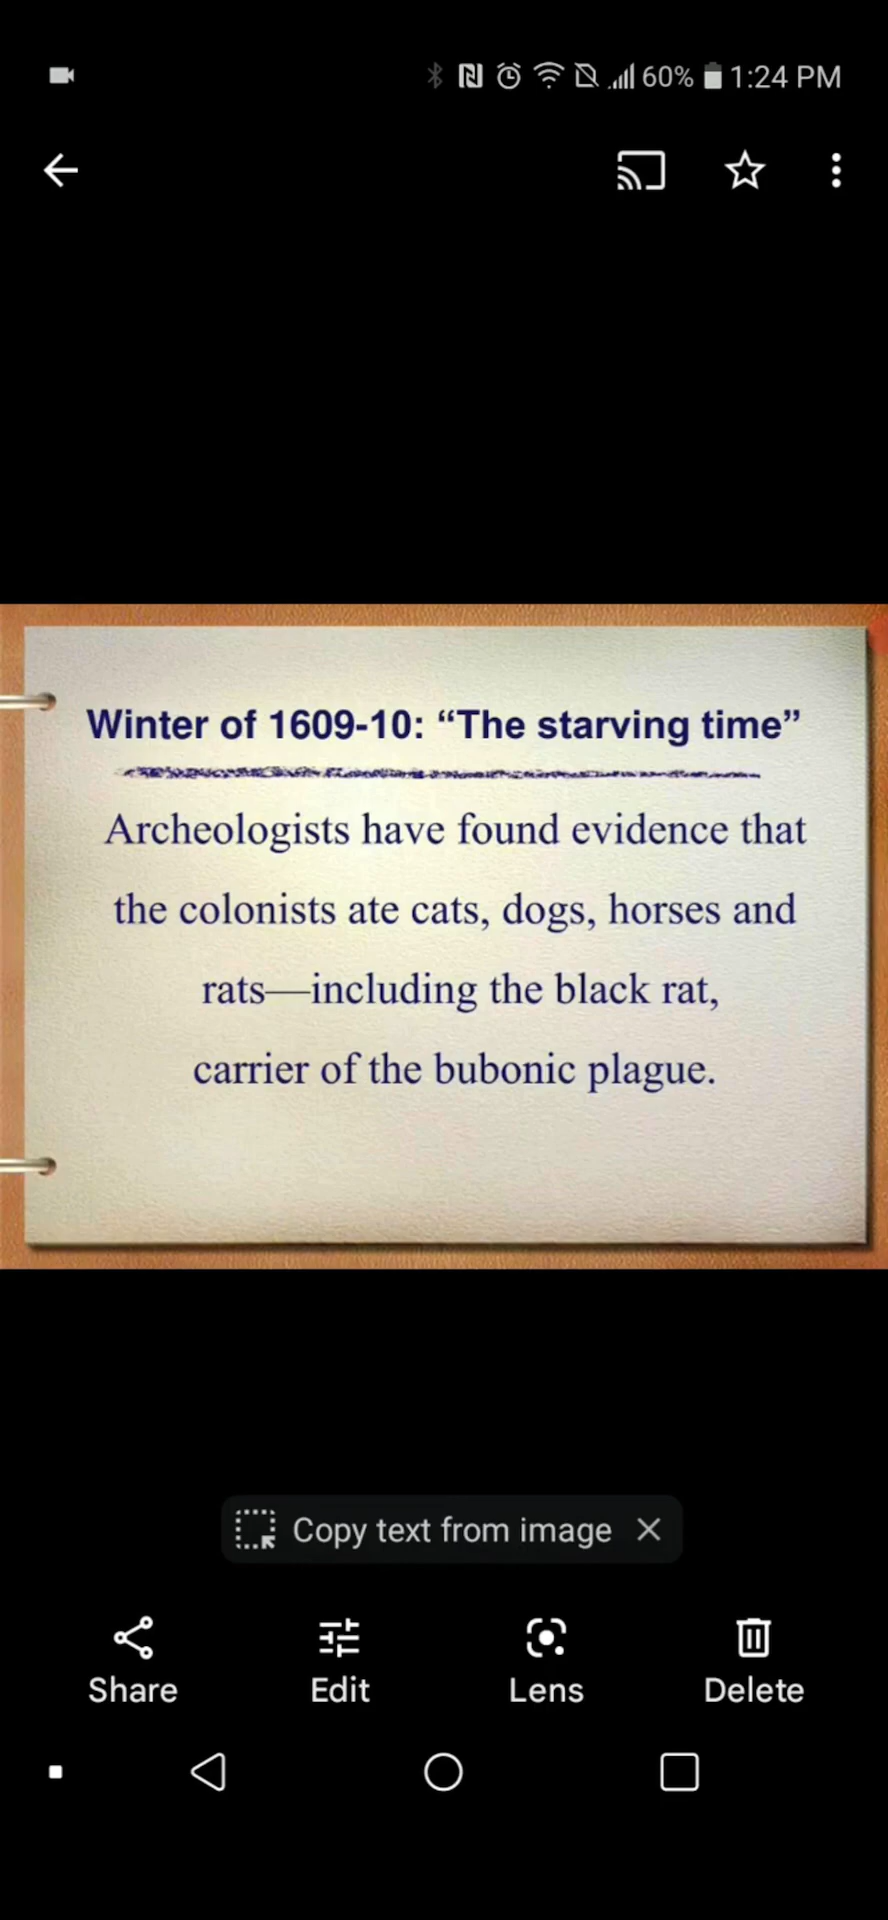 60% 1:24 PM
Winter of 1609-10: “The starving time”
Archeologists have found evidence that
the colonists ate cats, dogs, horses and
rats—including the black rat,
carrier of the bubonic plague.
Copy text from image
Share Edit Lens Delete